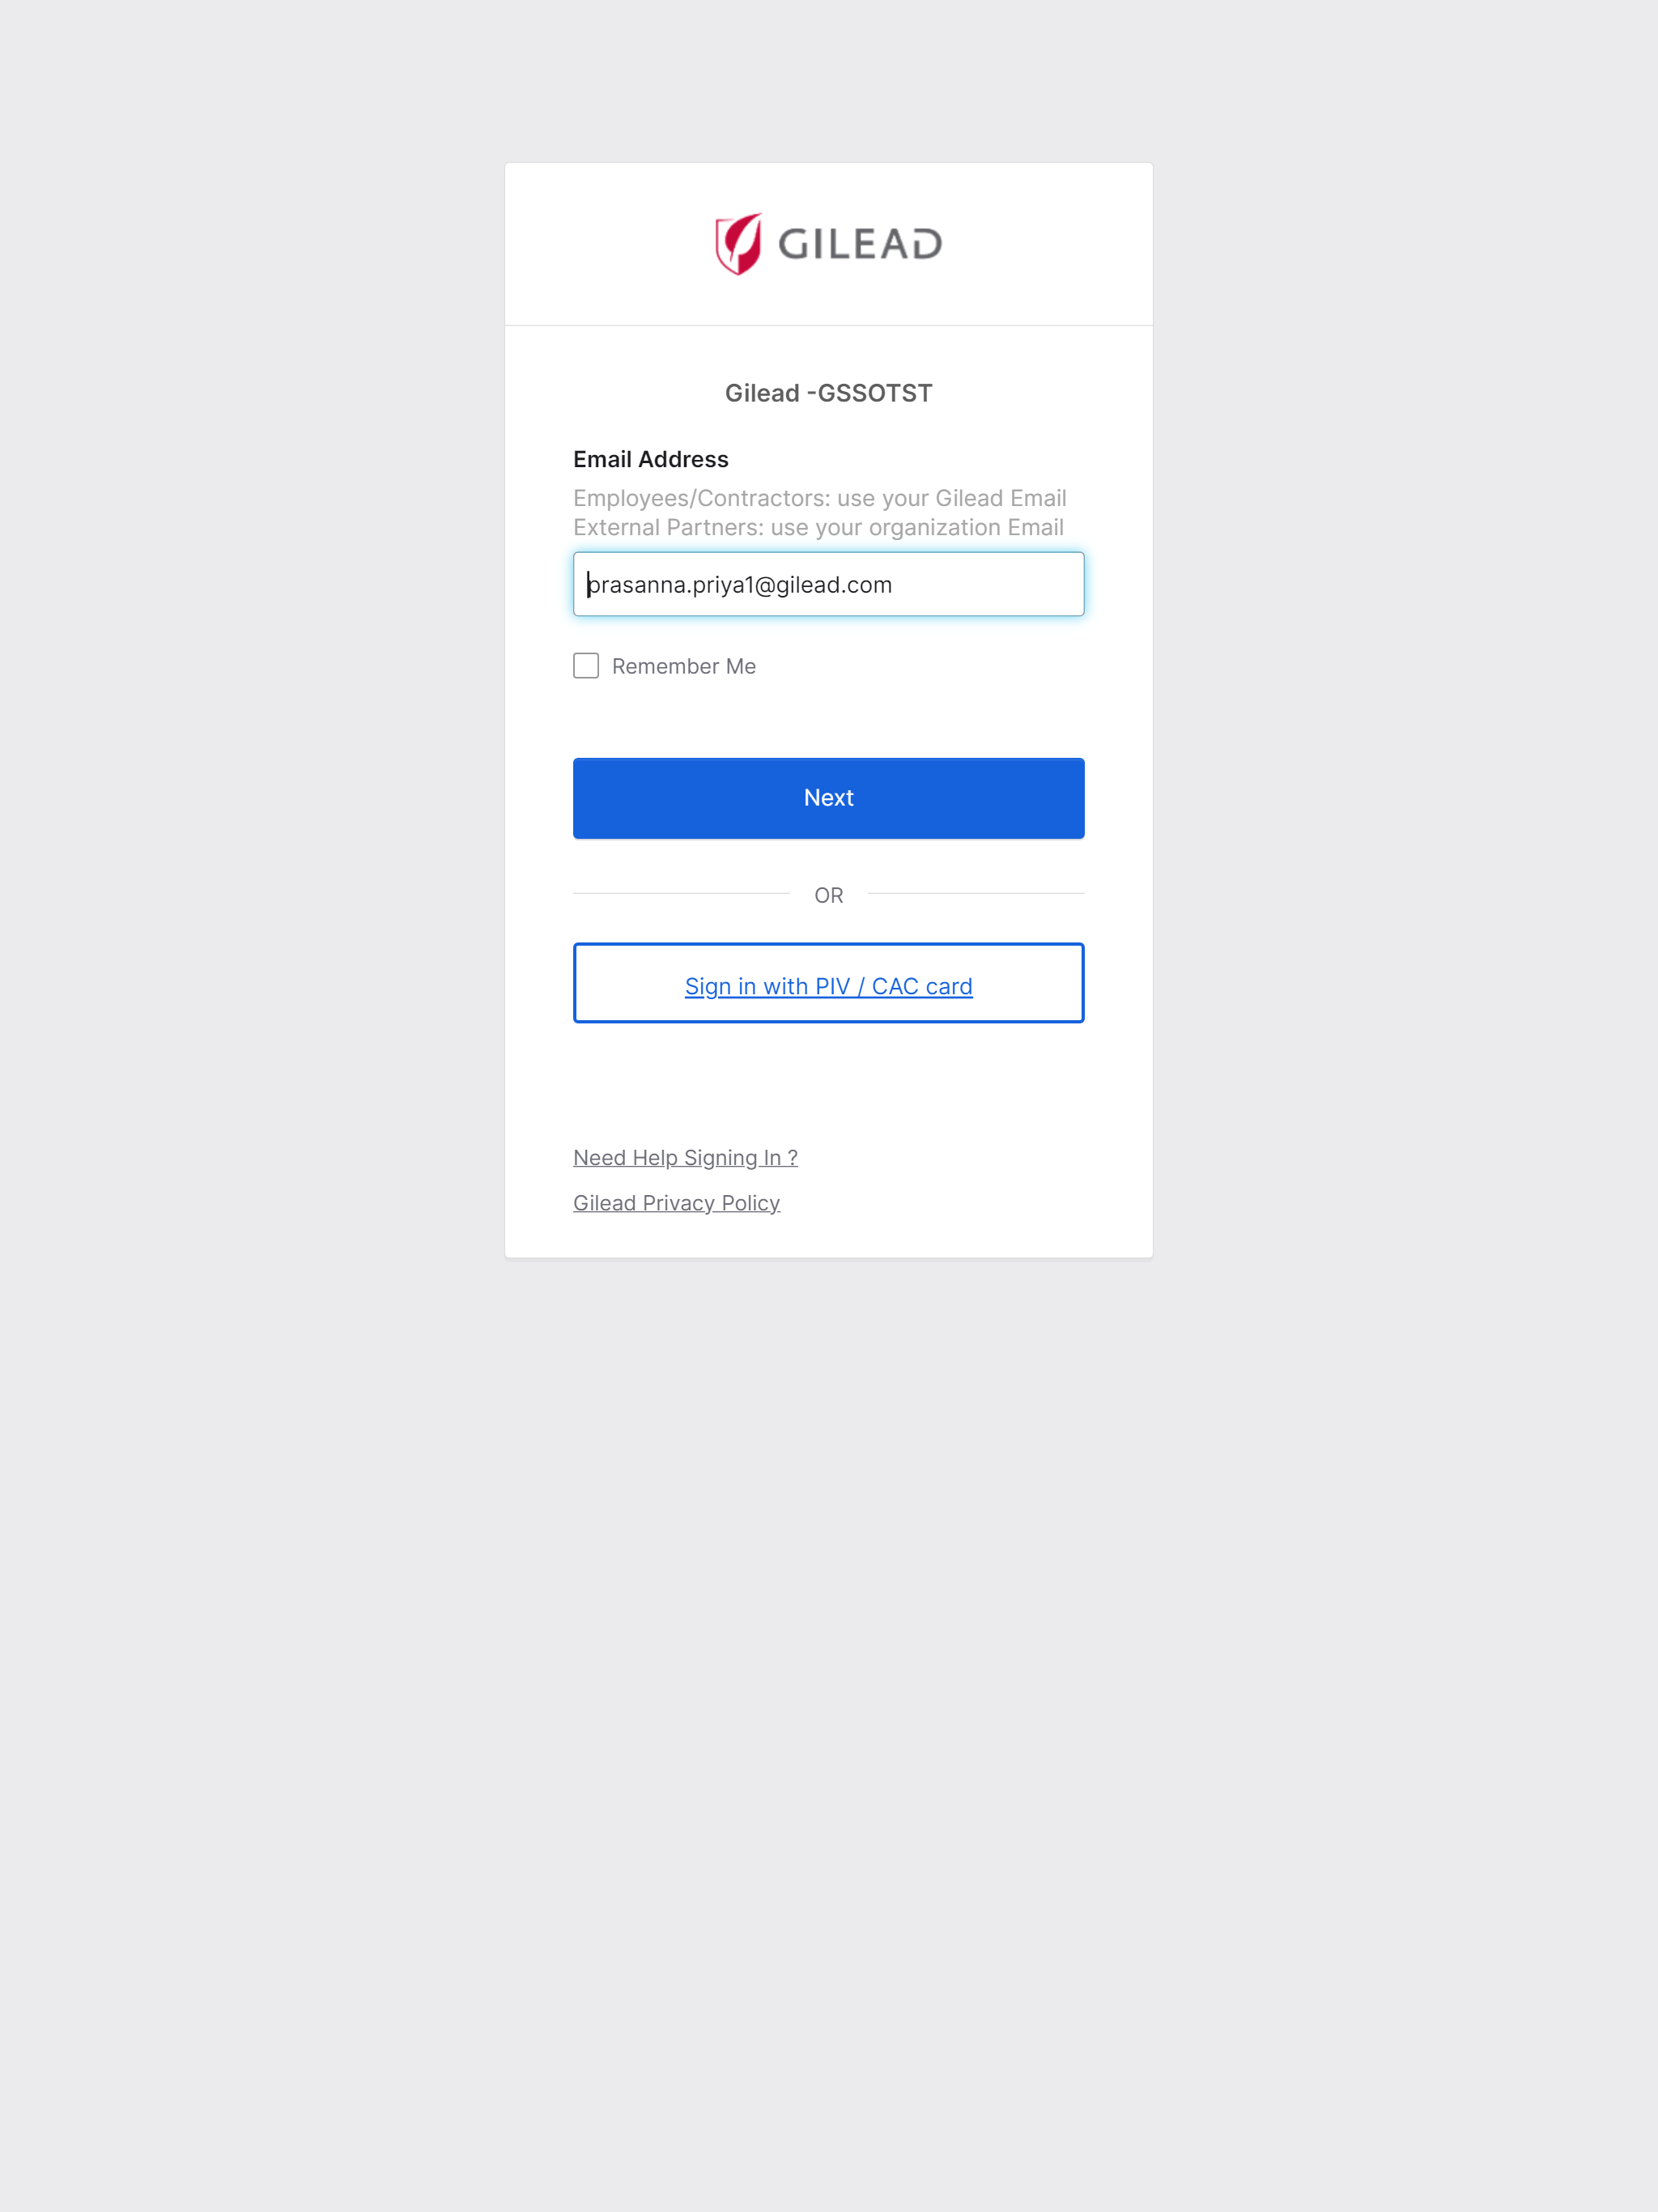 GILEAD
Gilead -GSSOTST
Email Address
Employees/Contractors: use your Gilead Email
External Partners: use your organization Email
prasanna.priya1@gilead.com
Remember Me
Next
OR
Sign in with PIV / CAC card
Need Help Signing In ?
Gilead Privacy Policy